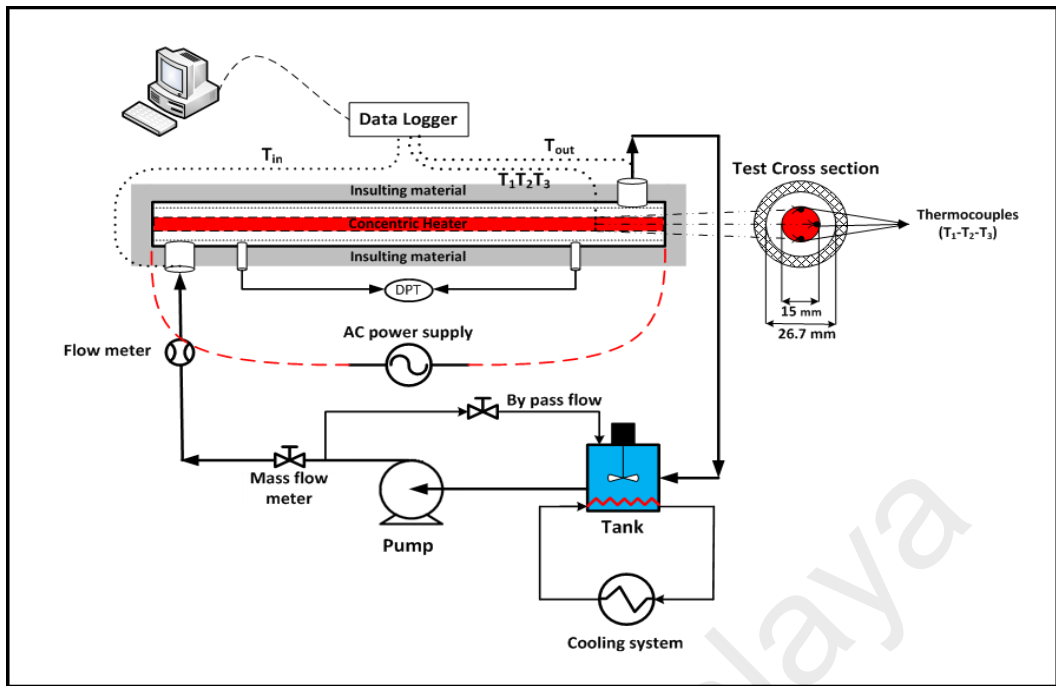 Data Logger
Tin
Tout
T1T2T3
Test Cross section
Insulting material
Concentric Heater
Thermocouples
(T1-T2-T3)
Insulting material
DPT
15 mm
26.7 mm
AC power supply
Flow meter
By pass flow
Mass flow
meter
Pump
Tank
Cooling system
laya